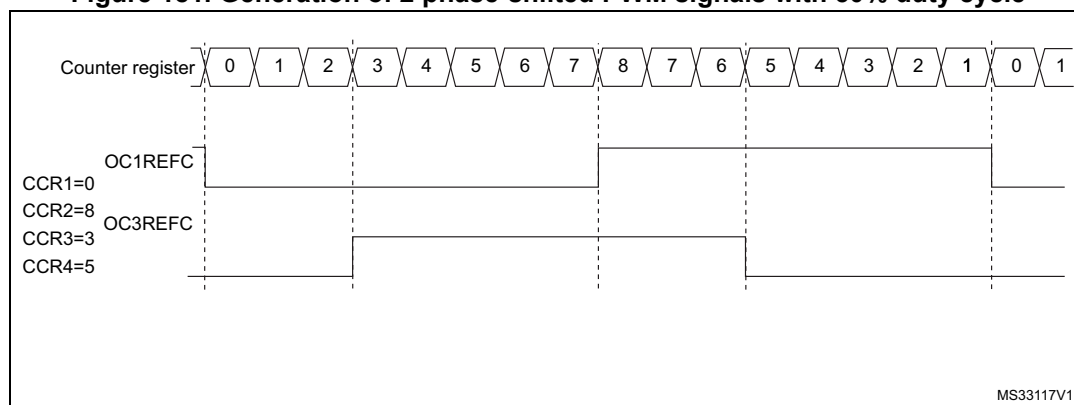 Figure 161. Generation of 2 phase-shifted PWM signals with 50% duty cycle
Counter register 0 1 2 3 4 5 6 7 8 7 6 5 4 3 2 1 0 1
OC1REFC
CCR1=0
CCR2=8
OC3REFC
CCR3=3
CCR4=5
MS33117V1